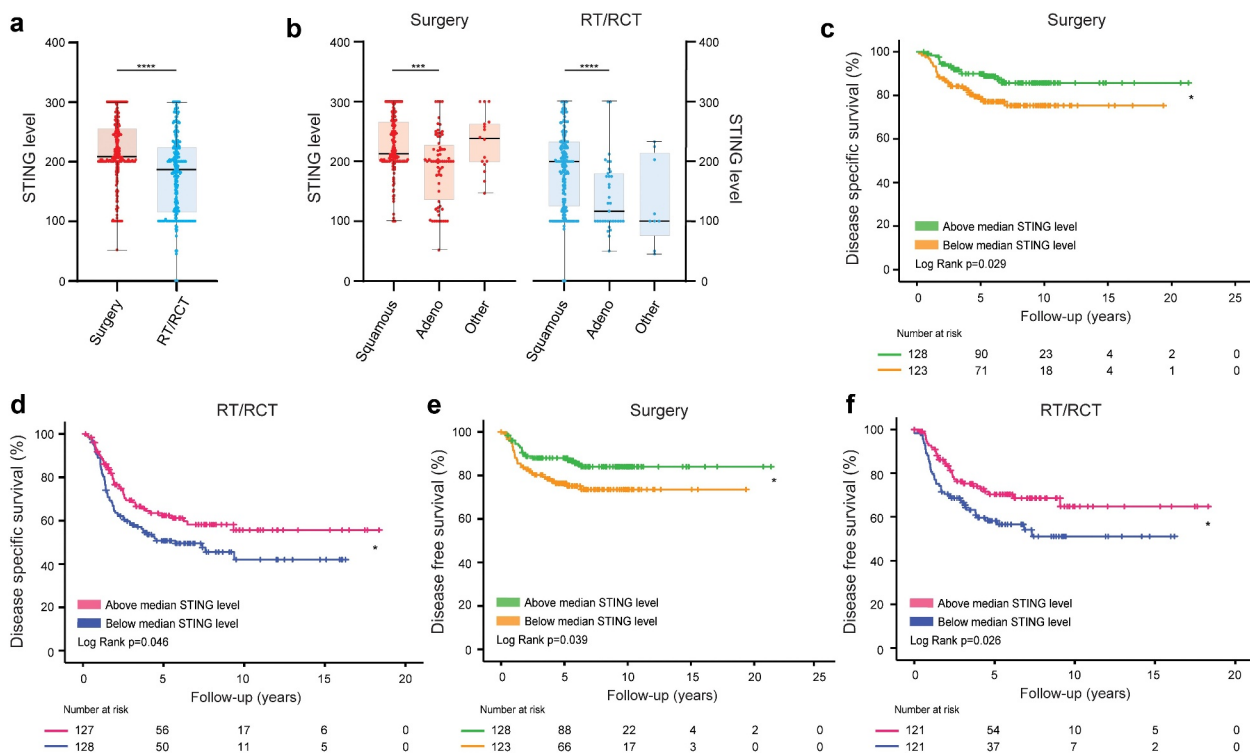 a
STING level
400
300
200
100
0
****
Surgery
RT/RCT
b
Surgery
RT/RCT
STING level
400
300
200
100
0
***
****
400
300
200
100
0
STING level
Squamous
Adeno
Other
Squamous
Adeno
Other
c
Surgery
Disease specific survival (%)
100
80
60
40
20
0
*
Above median STING level
Below median STING level
Log Rank p=0.029
0 5 10 15 20 25
Follow-up (years)
Number at risk
128 90 23 4 2 0
123 71 18 4 1 0
d
RT/RCT
Disease specific survival (%)
100
80
60
40
20
0
*
Above median STING level
Below median STING level
Log Rank p=0.046
0 5 10 15 20
Follow-up (years)
Number at risk
127 56 17 6 0
128 50 11 5 0
e
Surgery
Disease free survival (%)
100
80
60
40
20
0
*
Above median STING level
Below median STING level
Log Rank p=0.039
0 5 10 15 20 25
Follow-up (years)
Number at risk
128 88 22 4 2 0
123 66 17 3 0 0
f
RT/RCT
Disease free survival (%)
100
80
60
40
20
0
*
Above median STING level
Below median STING level
Log Rank p=0.026
0 5 10 15 20
Follow-up (years)
Number at risk
121 54 10 5 0
121 37 7 2 0